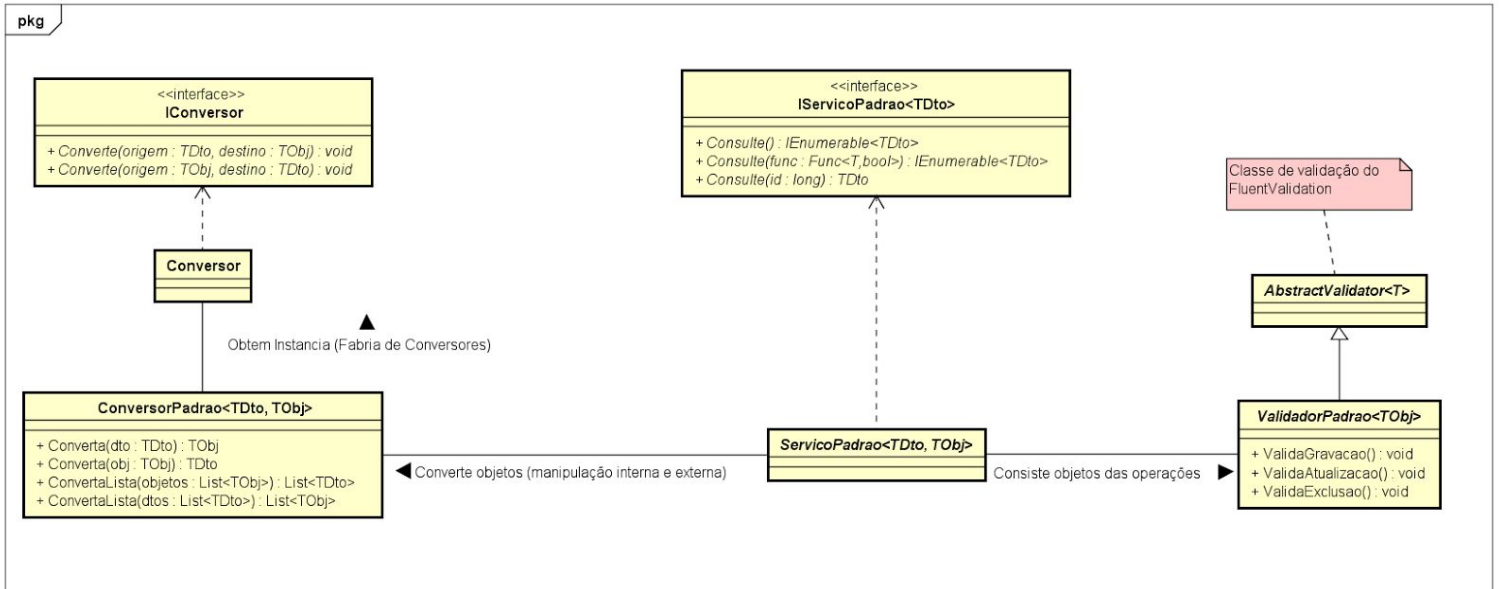 pkg
<<interface>>
IConversor
+ Converte(origem : TDto, destino : TObj) : void
+ Converte(origem : TObj, destino : TDto) : void
Conversor
Obtem Instancia (Fabria de Conversores)
ConversorPadrao<TDto, TObj>
+ Converta(dto : TDto) : TObj
+ Converta(obj : TObj) : TDto
+ ConvertaLista(objetos : List<TObj>) : List<TDto>
+ ConvertaLista(dtos : List<TDto>) : List<TObj>
Converte objetos (manipulação interna e externa)
<<interface>>
IServicoPadrao<TDto>
+ Consulte() : IEnumerable<TDto>
+ Consulte(func : Func<T,bool>) : IEnumerable<TDto>
+ Consulte(id : long) : TDto
ServicoPadrao<TDto, TObj>
Consiste objetos das operações
Classe de validação do
FluentValidation
AbstractValidator<T>
ValidadorPadrao<TObj>
+ ValidaGravacao() : void
+ ValidaAtualizacao() : void
+ ValidaExclusao() : void